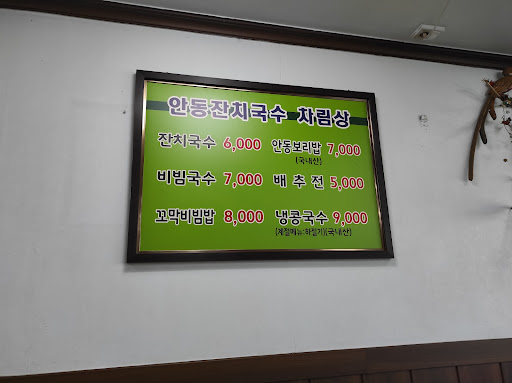 안동잔치국수 차림상
잔치국수 6,000 안동보리밥 7,000
(국내산)
비빔국수 7,000 배추전 5,000
꼬막비빔밥 8,000 냉콩국수 9,000
(계절메뉴:하절기)(국내산)